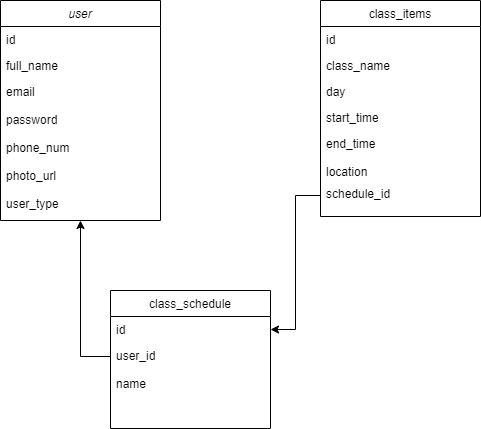 user
id
full_name
email
password
phone_num
photo_url
user_type
class_items
id
class_name
day
start_time
end_time
location
schedule_id
class_schedule
id
user_id
name